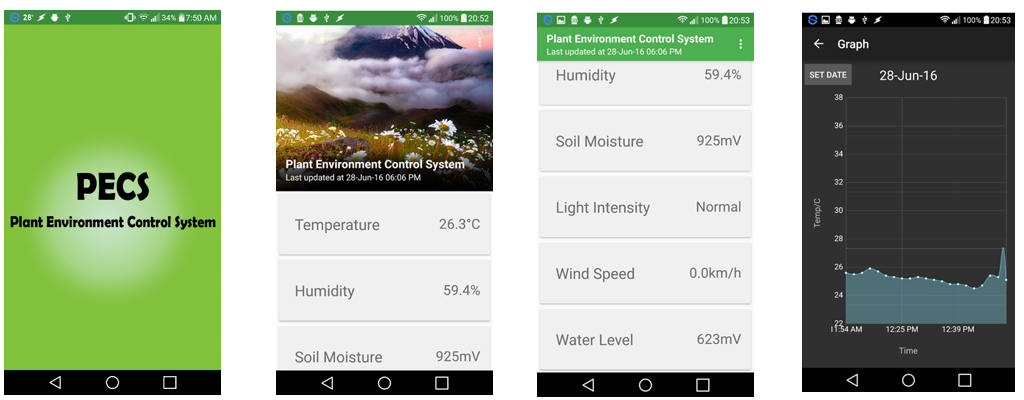 28° 34% 7:50 AM
PECS
Plant Environment Control System
100% 20:52
Plant Environment Control System
Last updated at 28-Jun-16 06:06 PM
Temperature 26.3°C
Humidity 59.4%
Soil Moisture 925mV
100% 20:53
Plant Environment Control System
Last updated at 28-Jun-16 06:06 PM
Humidity 59.4%
Soil Moisture 925mV
Light Intensity Normal
Wind Speed 0.0km/h
Water Level 623mV
100% 20:53
Graph
SET DATE 28-Jun-16
38
36
34
32
30
28
26
24
22
Temp/C
11:54 AM 12:25 PM 12:39 PM
Time